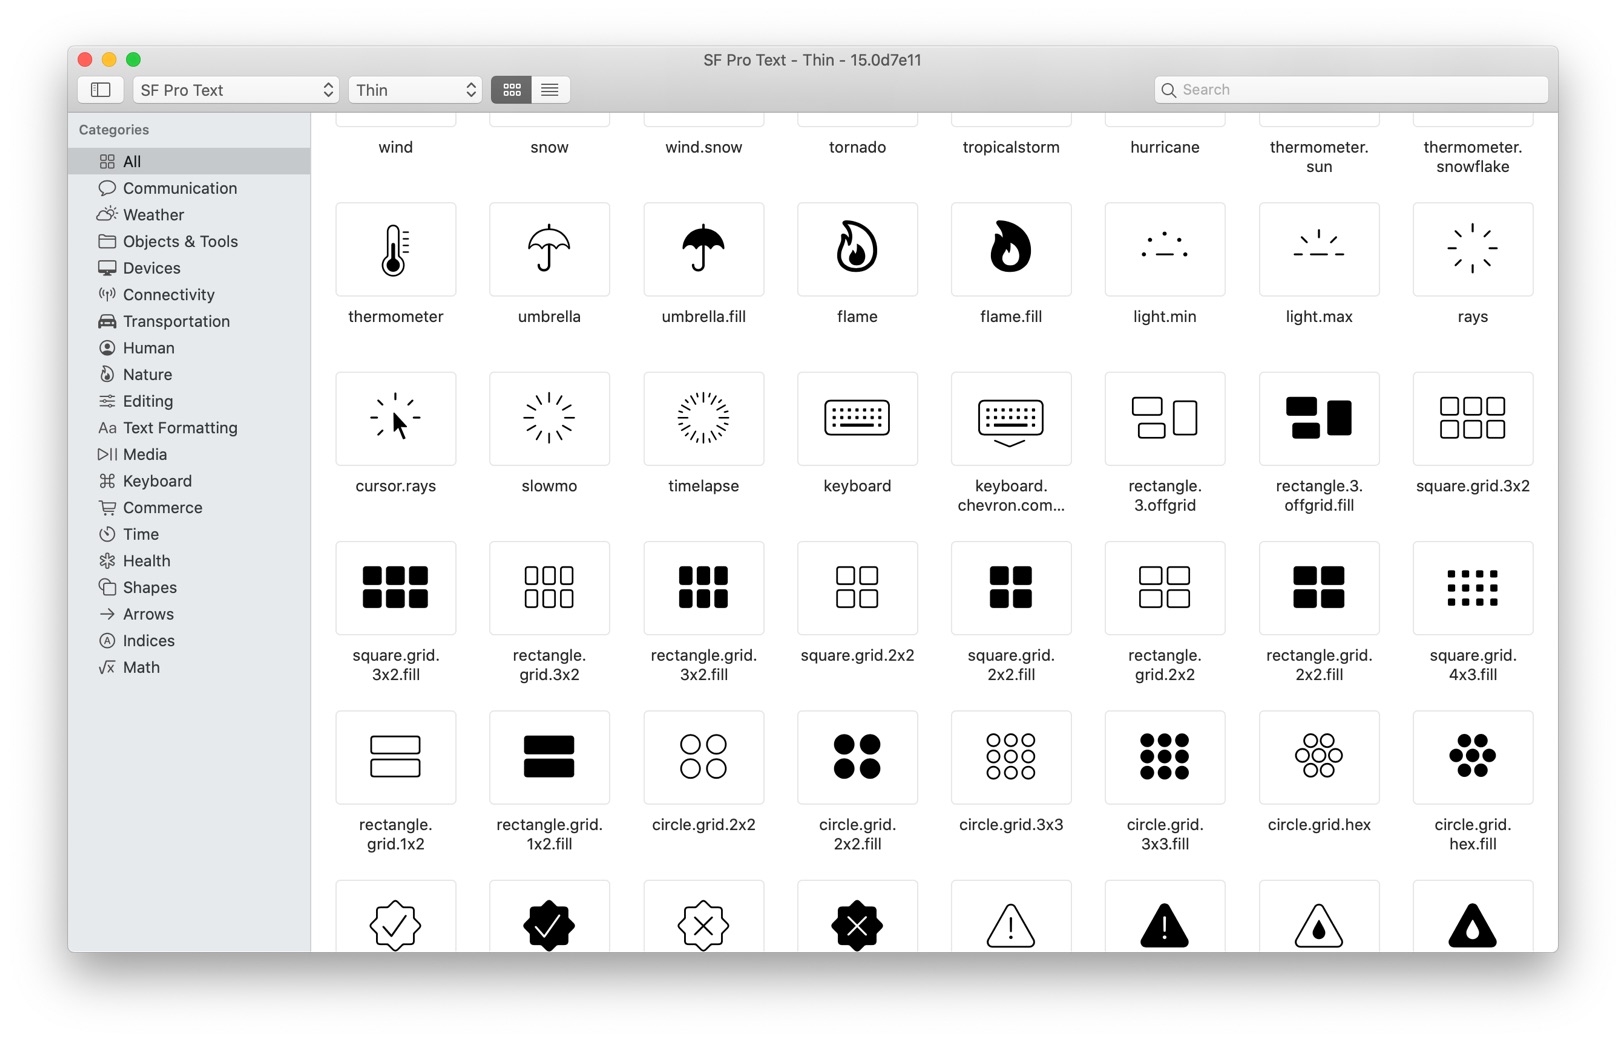 SF Pro Text - Thin - 15.0d7e11
SF Pro Text
Thin
Search
Categories
All
Communication
Weather
Objects & Tools
Devices
Connectivity
Transportation
Human
Nature
Editing
Aa Text Formatting
Media
Keyboard
Commerce
Time
Health
Shapes
Arrows
A Indices
√x Math
wind
snow
wind.snow
tornado
tropicalstorm
hurricane
thermometer.
sun
thermometer.
snowflake
thermometer
umbrella
umbrella.fill
flame
flame.fill
light.min
light.max
rays
cursor.rays
slowmo
timelapse
keyboard
keyboard.
chevron.com...
rectangle.
3.offgrid
rectangle.3.
offgrid.fill
square.grid.3x2
square.grid.
3x2.fill
rectangle.
grid.3x2
rectangle.grid.
3x2.fill
square.grid.2x2
square.grid.
2x2.fill
rectangle.
grid.2x2
rectangle.grid.
2x2.fill
square.grid.
4x3.fill
rectangle.
grid.1x2
rectangle.grid.
1x2.fill
circle.grid.2x2
circle.grid.
2x2.fill
circle.grid.3x3
circle.grid.
3x3.fill
circle.grid.hex
circle.grid.
hex.fill